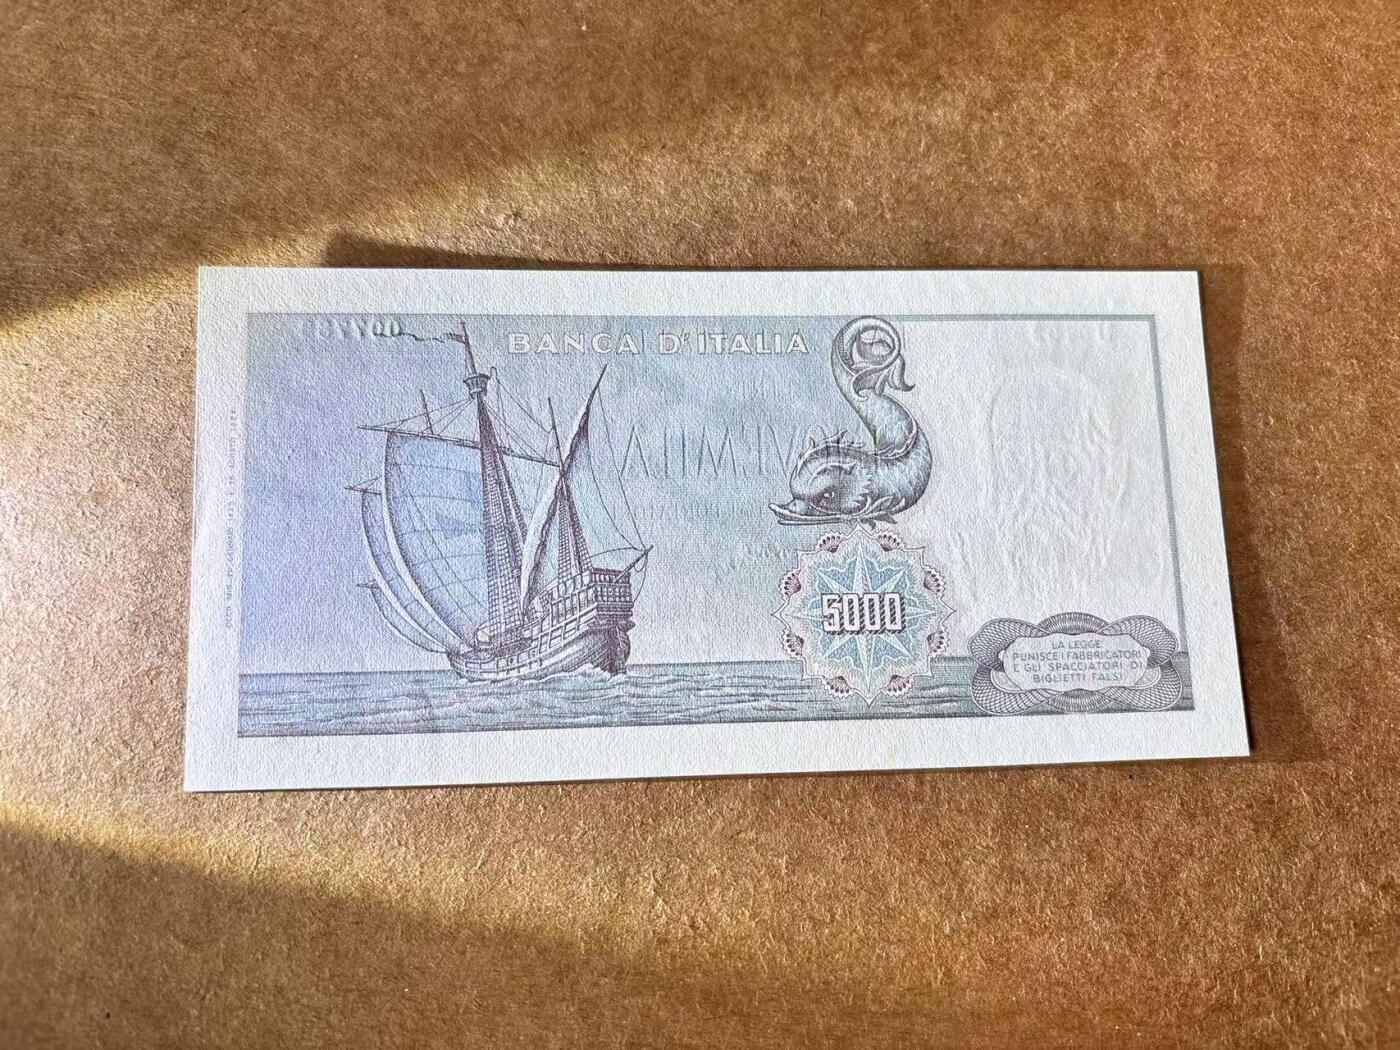 BANCA D'ITALIA
5000
LA LEGGE
PUNISCE I FABBRICATORI
E GLI SPACCIATORI DI
BIGLIETTI FALSI